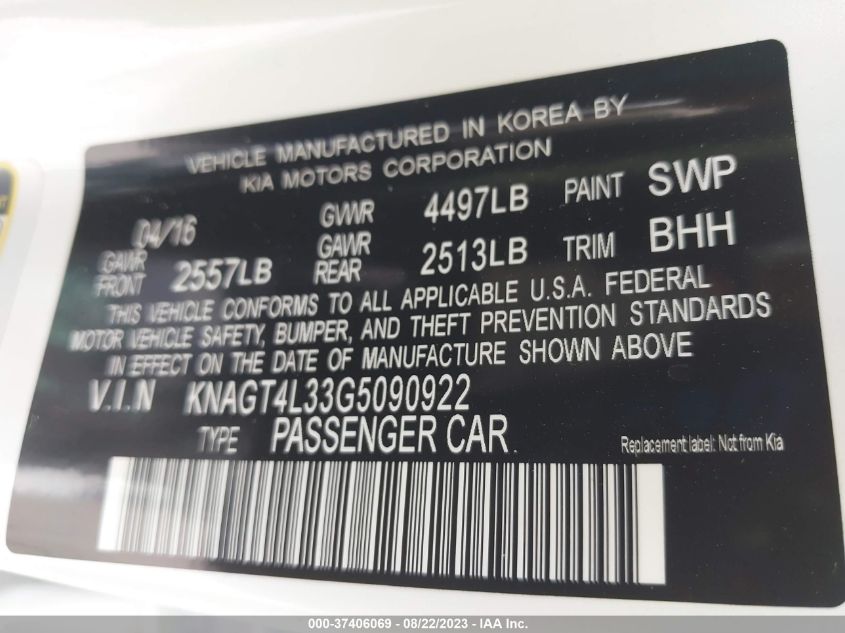 VEHICLE MANUFACTURED IN KOREA BY
KIA MOTORS CORPORATION
04/16 GVWR 4497LB PAINT SWP
GAWR FRONT 2557LB GAWR REAR 2513LB TRIM BHH
THIS VEHICLE CONFORMS TO ALL APPLICABLE U.S.A. FEDERAL
MOTOR VEHICLE SAFETY, BUMPER, AND THEFT PREVENTION STANDARDS
IN EFFECT ON THE DATE OF MANUFACTURE SHOWN ABOVE
V.I.N KNAGT4L33G5090922
TYPE PASSENGER CAR
Replacement label: Not from Kia
000-37406069 - 08/22/2023 - IAA Inc.